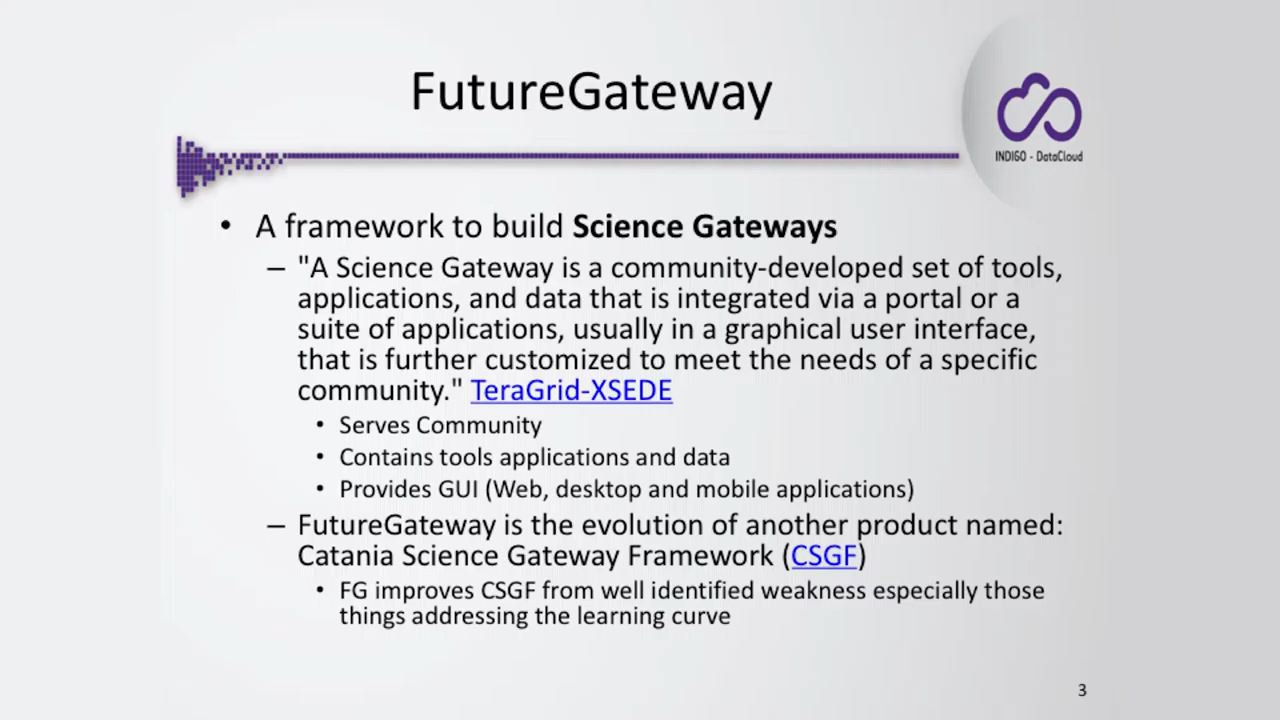 FutureGateway
INDIGO - DataCloud
• A framework to build Science Gateways
– "A Science Gateway is a community-developed set of tools,
applications, and data that is integrated via a portal or a
suite of applications, usually in a graphical user interface,
that is further customized to meet the needs of a specific
community." TeraGrid-XSEDE
• Serves Community
• Contains tools applications and data
• Provides GUI (Web, desktop and mobile applications)
– FutureGateway is the evolution of another product named:
Catania Science Gateway Framework (CSGF)
• FG improves CSGF from well identified weakness especially those
things addressing the learning curve
3